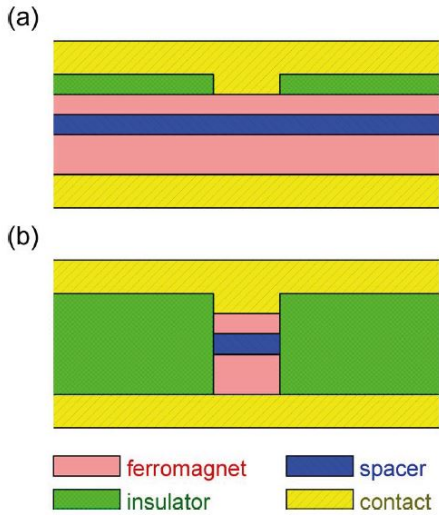 (a)
(b)
ferromagnet spacer
insulator contact